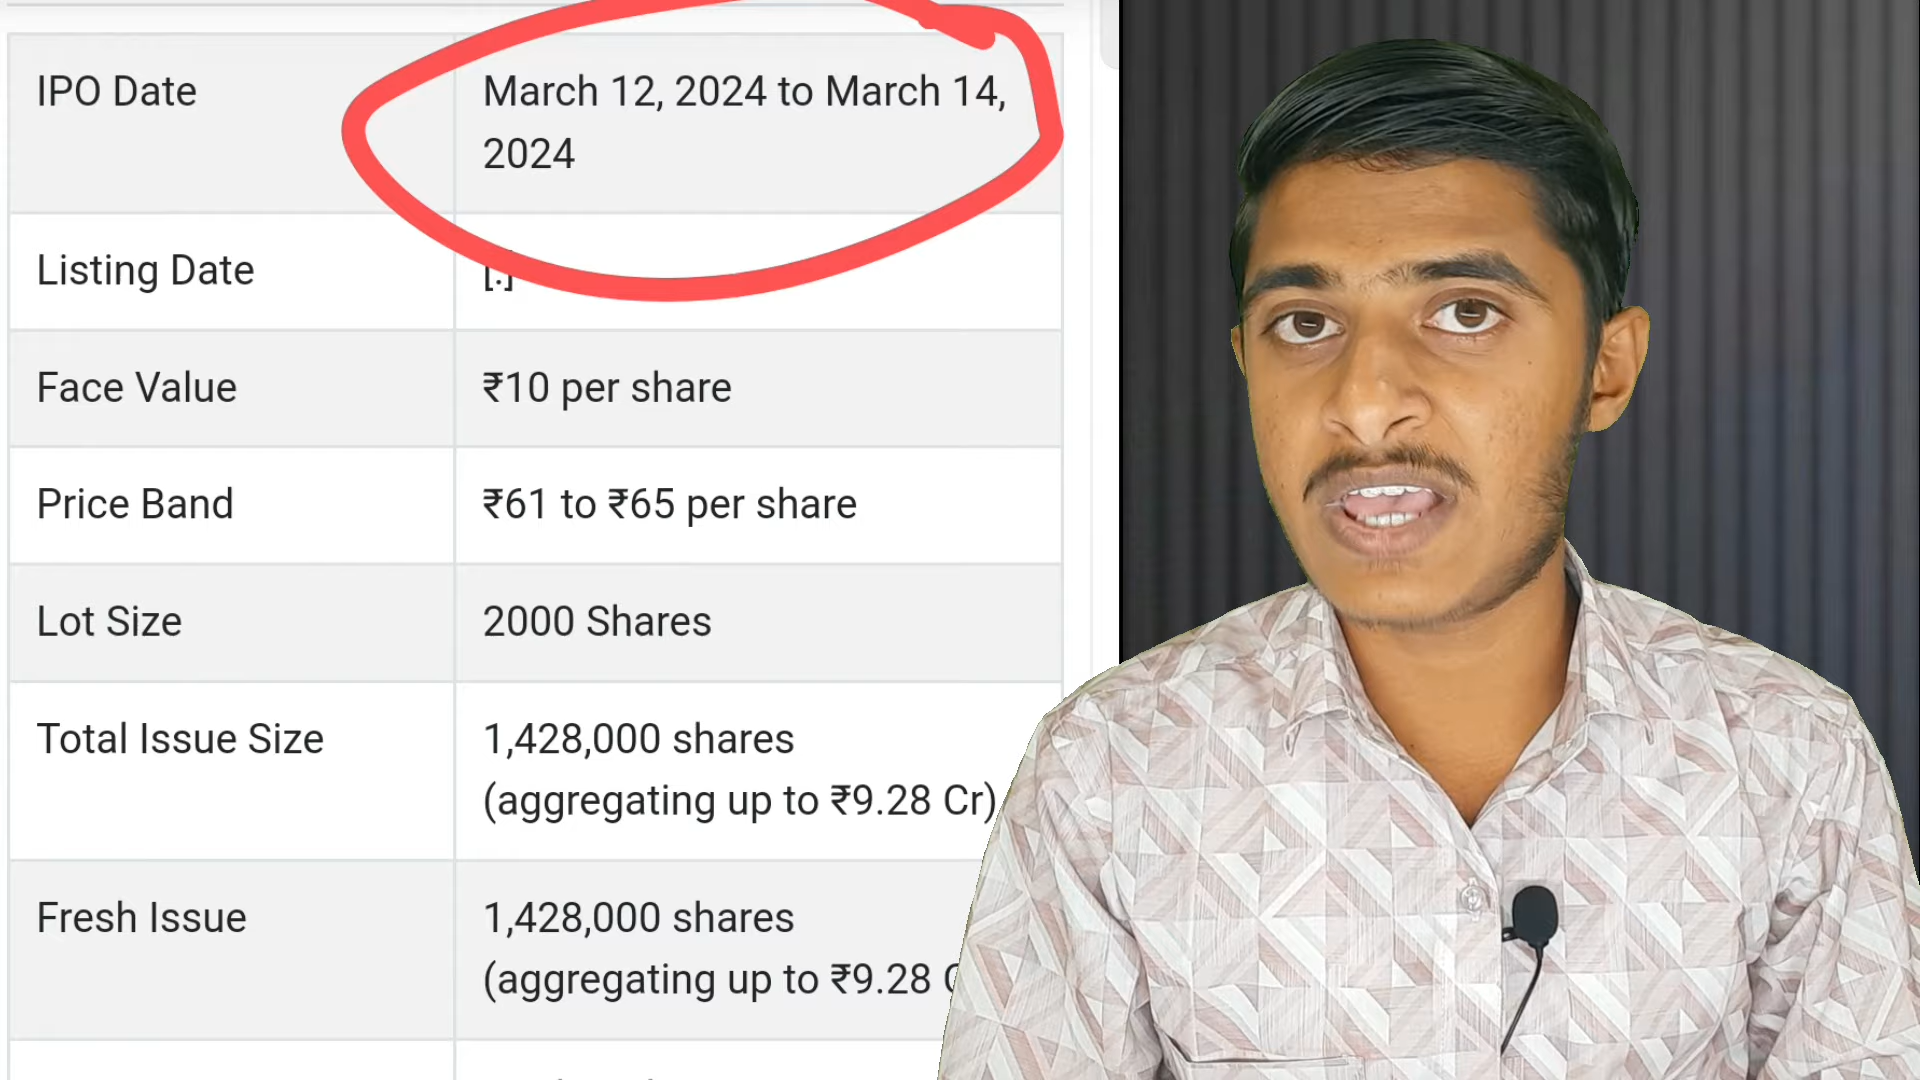 IPO Date
March 12, 2024 to March 14,
2024
Listing Date
[.]
Face Value
₹10 per share
Price Band
₹61 to ₹65 per share
Lot Size
2000 Shares
Total Issue Size
1,428,000 shares
(aggregating up to ₹9.28 Cr)
Fresh Issue
1,428,000 shares
(aggregating up to ₹9.28